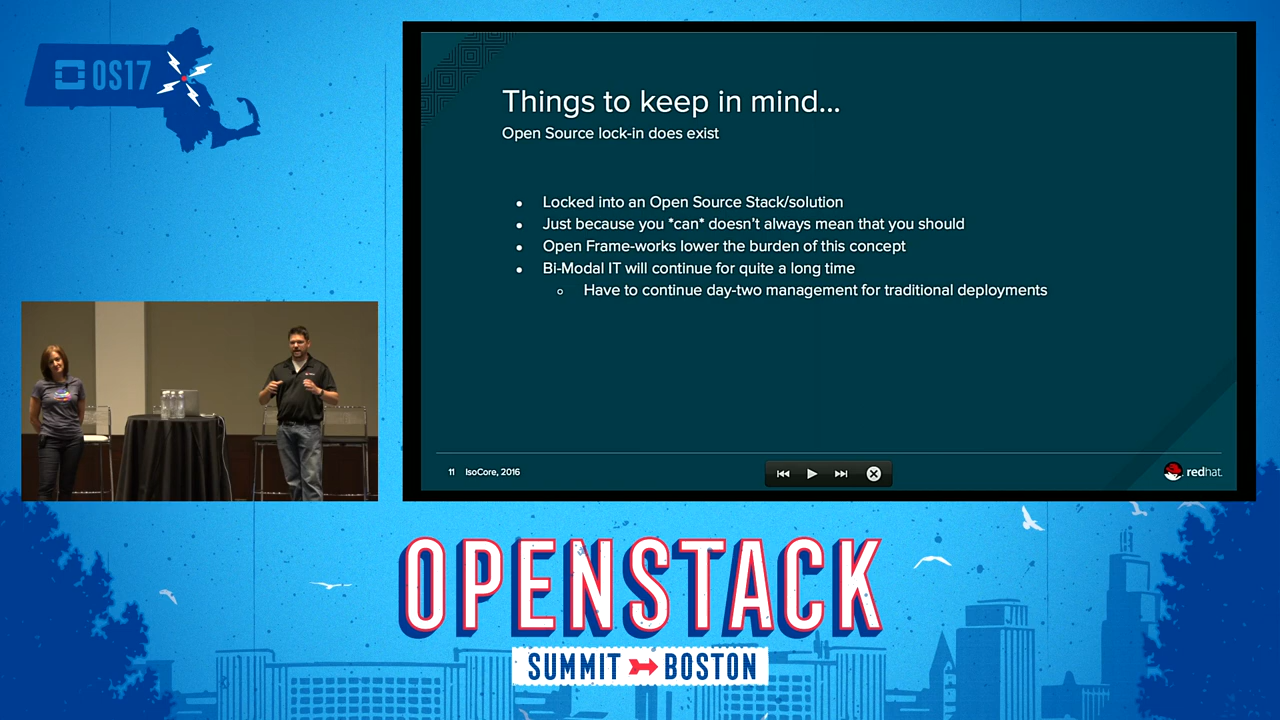 OS17
Things to keep in mind...
Open Source lock-in does exist
● Locked into an Open Source Stack/solution
● Just because you *can* doesn't always mean that you should
● Open Frame-works lower the burden of this concept
● Bi-Modal IT will continue for quite a long time
○ Have to continue day-two management for traditional deployments
11 IsoCore, 2016
redhat.
OPENSTACK
SUMMIT BOSTON